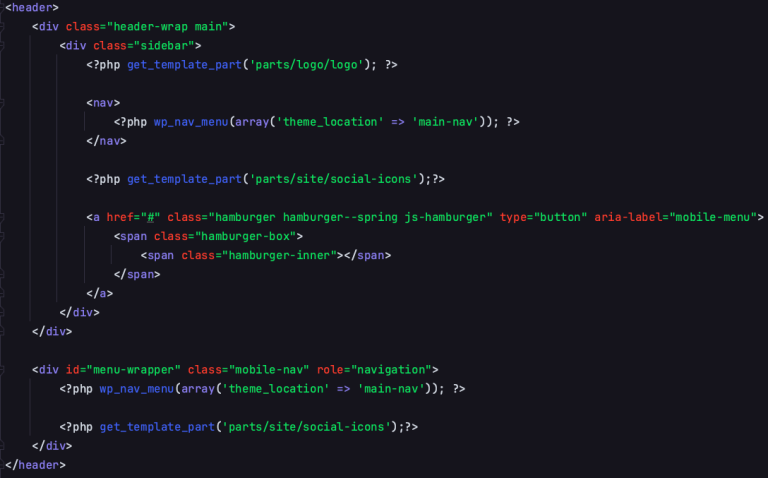 <header>
<div class="header-wrap main">
<div class="sidebar">
<?php get_template_part('parts/logo/logo'); ?>
<nav>
<?php wp_nav_menu(array('theme_location' => 'main-nav')); ?>
</nav>
<?php get_template_part('parts/site/social-icons');?>
<a href="#" class="hamburger hamburger--spring js-hamburger" type="button" aria-label="mobile-menu">
<span class="hamburger-box">
<span class="hamburger-inner"></span>
</span>
</a>
</div>
</div>
<div id="menu-wrapper" class="mobile-nav" role="navigation">
<?php wp_nav_menu(array('theme_location' => 'main-nav')); ?>
<?php get_template_part('parts/site/social-icons');?>
</div>
</header>